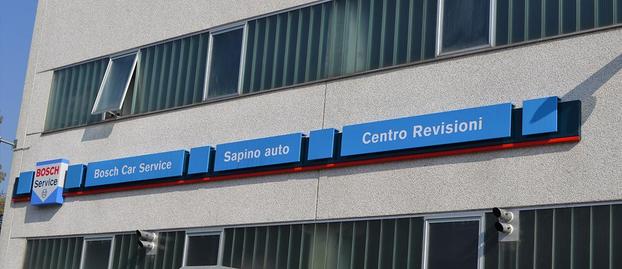 BOSCH
Service
Bosch Car Service
Sapino auto
Centro Revisioni